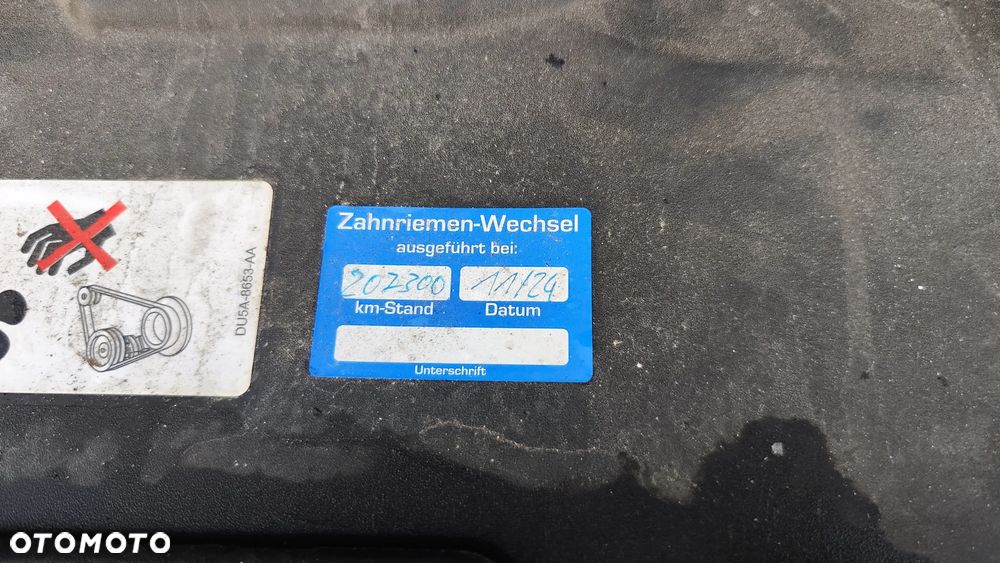 DU5A-8653-AA
Zahnriemen-Wechsel
ausgeführt bei:
202300 11/24
km-Stand Datum
Unterschrift
OTOMOTO